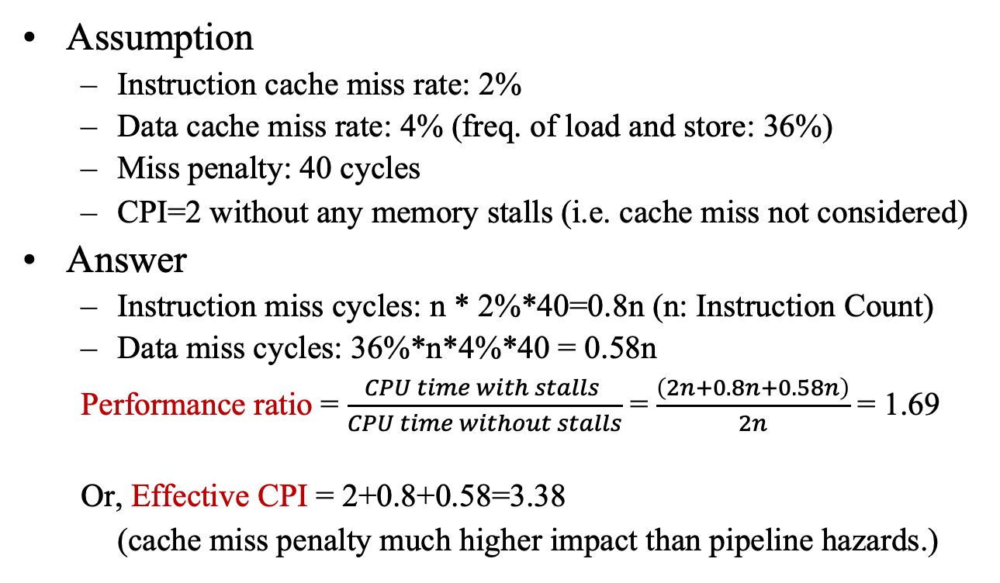 • Assumption
– Instruction cache miss rate: 2%
– Data cache miss rate: 4% (freq. of load and store: 36%)
– Miss penalty: 40 cycles
– CPI=2 without any memory stalls (i.e. cache miss not considered)
• Answer
– Instruction miss cycles: n * 2%*40=0.8n (n: Instruction Count)
– Data miss cycles: 36%*n*4%*40 = 0.58n
Performance ratio = CPU time with stalls / CPU time without stalls = (2n+0.8n+0.58n) / 2n = 1.69
Or, Effective CPI = 2+0.8+0.58=3.38
(cache miss penalty much higher impact than pipeline hazards.)